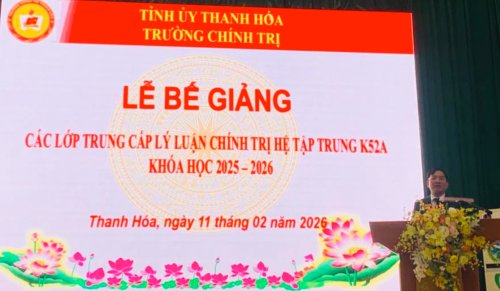 TỈNH ỦY THANH HÓA
TRƯỜNG CHÍNH TRỊ
LỄ BẾ GIẢNG
CÁC LỚP TRUNG CẤP LÝ LUẬN CHÍNH TRỊ HỆ TẬP TRUNG K52A
KHÓA HỌC 2025 – 2026
Thanh Hóa, ngày 11 tháng 02 năm 2026